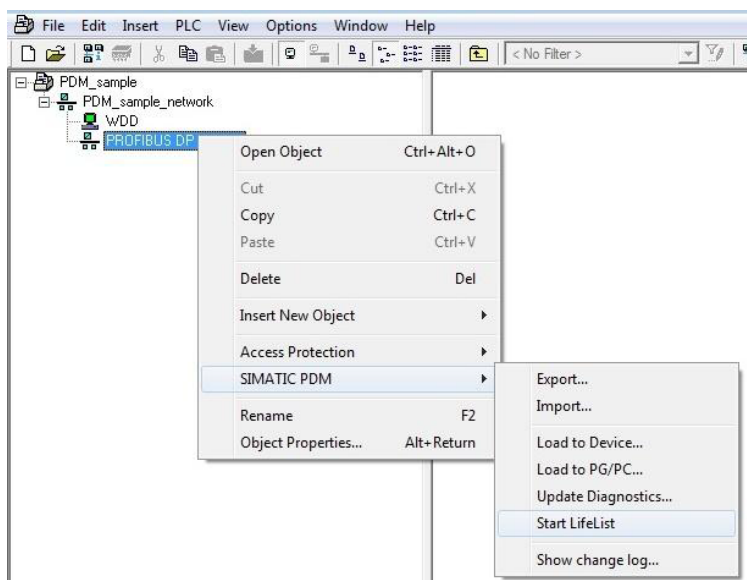 File Edit Insert PLC View Options Window Help
< No Filter >
PDM_sample
PDM_sample_network
WDD
PROFIBUS DP
Open Object Ctrl+Alt+O
Cut Ctrl+X
Copy Ctrl+C
Paste Ctrl+V
Delete Del
Insert New Object
Access Protection
SIMATIC PDM
Rename F2
Object Properties... Alt+Return
Export...
Import...
Load to Device...
Load to PG/PC...
Update Diagnostics...
Start LifeList
Show change log...